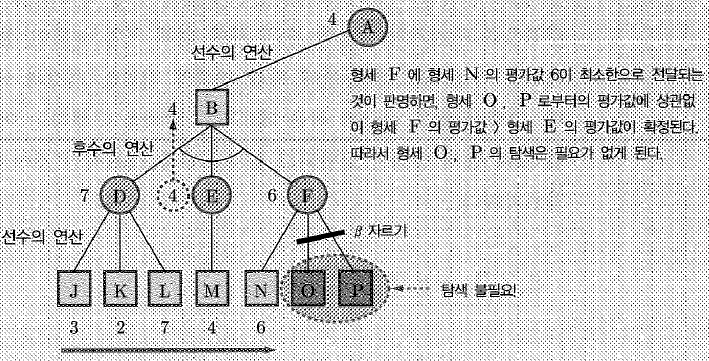 4 A
선수의 연산
형세 F 에 형세 N 의 평가값 6이 최소한으로 전달되는
것이 판명하면, 형세 O, P 로부터의 평가값에 상관없
이 형세 F 의 평가값 > 형세 E 의 평가값이 확정된다.
따라서 형세 O, P 의 탐색은 필요가 없게 된다.
4 B
후수의 연산
7 D 4 E 6 F
선수의 연산
β 자르기
J K L M N O P
탐색 불필요!
3 2 7 4 6